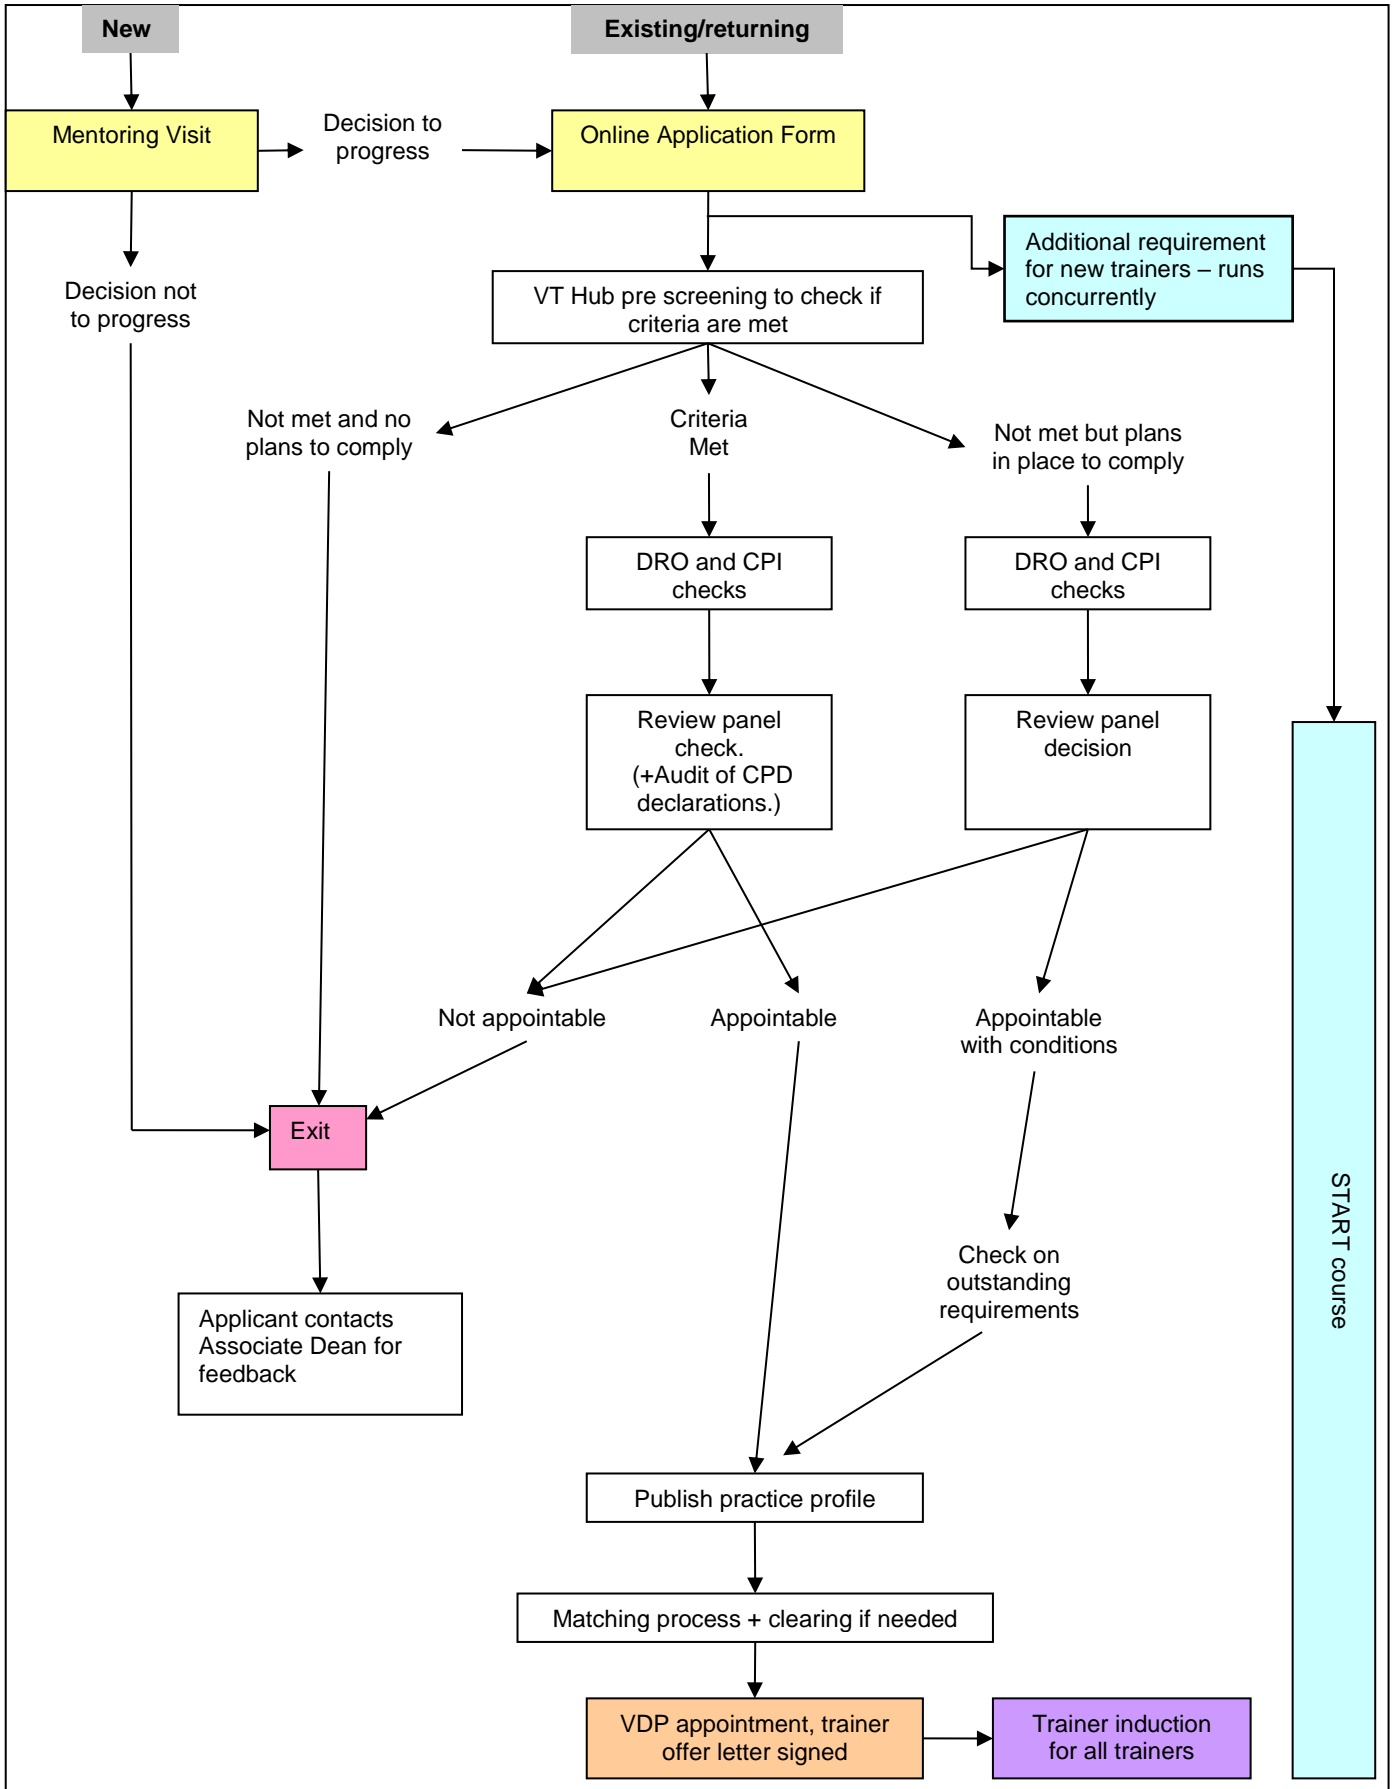 New
Existing/returning
Mentoring Visit
Decision to
progress
Online Application Form
Additional requirement
for new trainers – runs
concurrently
Decision not
to progress
VT Hub pre screening to check if
criteria are met
Not met and no
plans to comply
Criteria
Met
Not met but plans
in place to comply
DRO and CPI
checks
DRO and CPI
checks
Review panel
check.
(+Audit of CPD
declarations.)
Review panel
decision
Not appointable
Appointable
Appointable
with conditions
Exit
START course
Check on
outstanding
requirements
Applicant contacts
Associate Dean for
feedback
Publish practice profile
Matching process + clearing if needed
VDP appointment, trainer
offer letter signed
Trainer induction
for all trainers